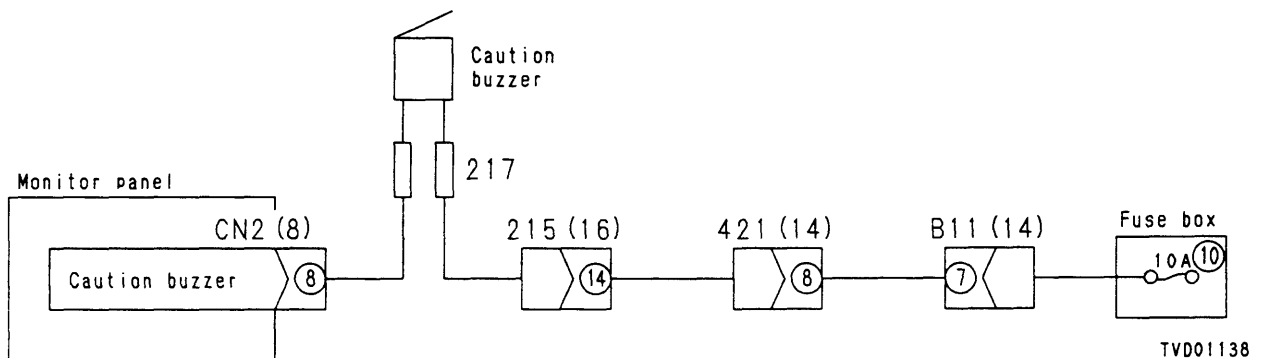 Caution
buzzer
217
Monitor panel
CN2 (8)
215 (16)
421 (14)
B11 (14)
Fuse box
Caution buzzer
8
14
8
7
10A
10
TVD01138